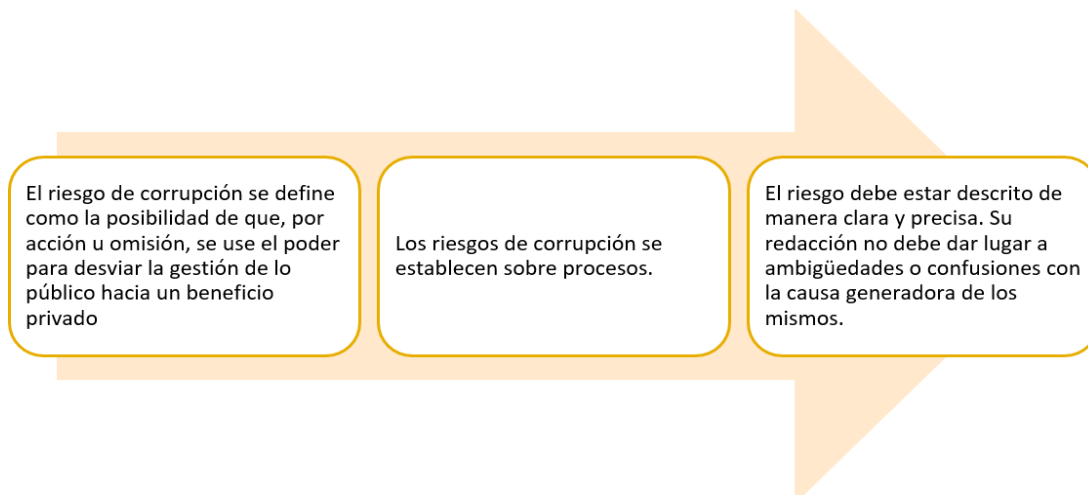 El riesgo de corrupción se define
como la posibilidad de que, por
acción u omisión, se use el poder
para desviar la gestión de lo
público hacia un beneficio
privado
Los riesgos de corrupción se
establecen sobre procesos.
El riesgo debe estar descrito de
manera clara y precisa. Su
redacción no debe dar lugar a
ambigüedades o confusiones con
la causa generadora de los
mismos.